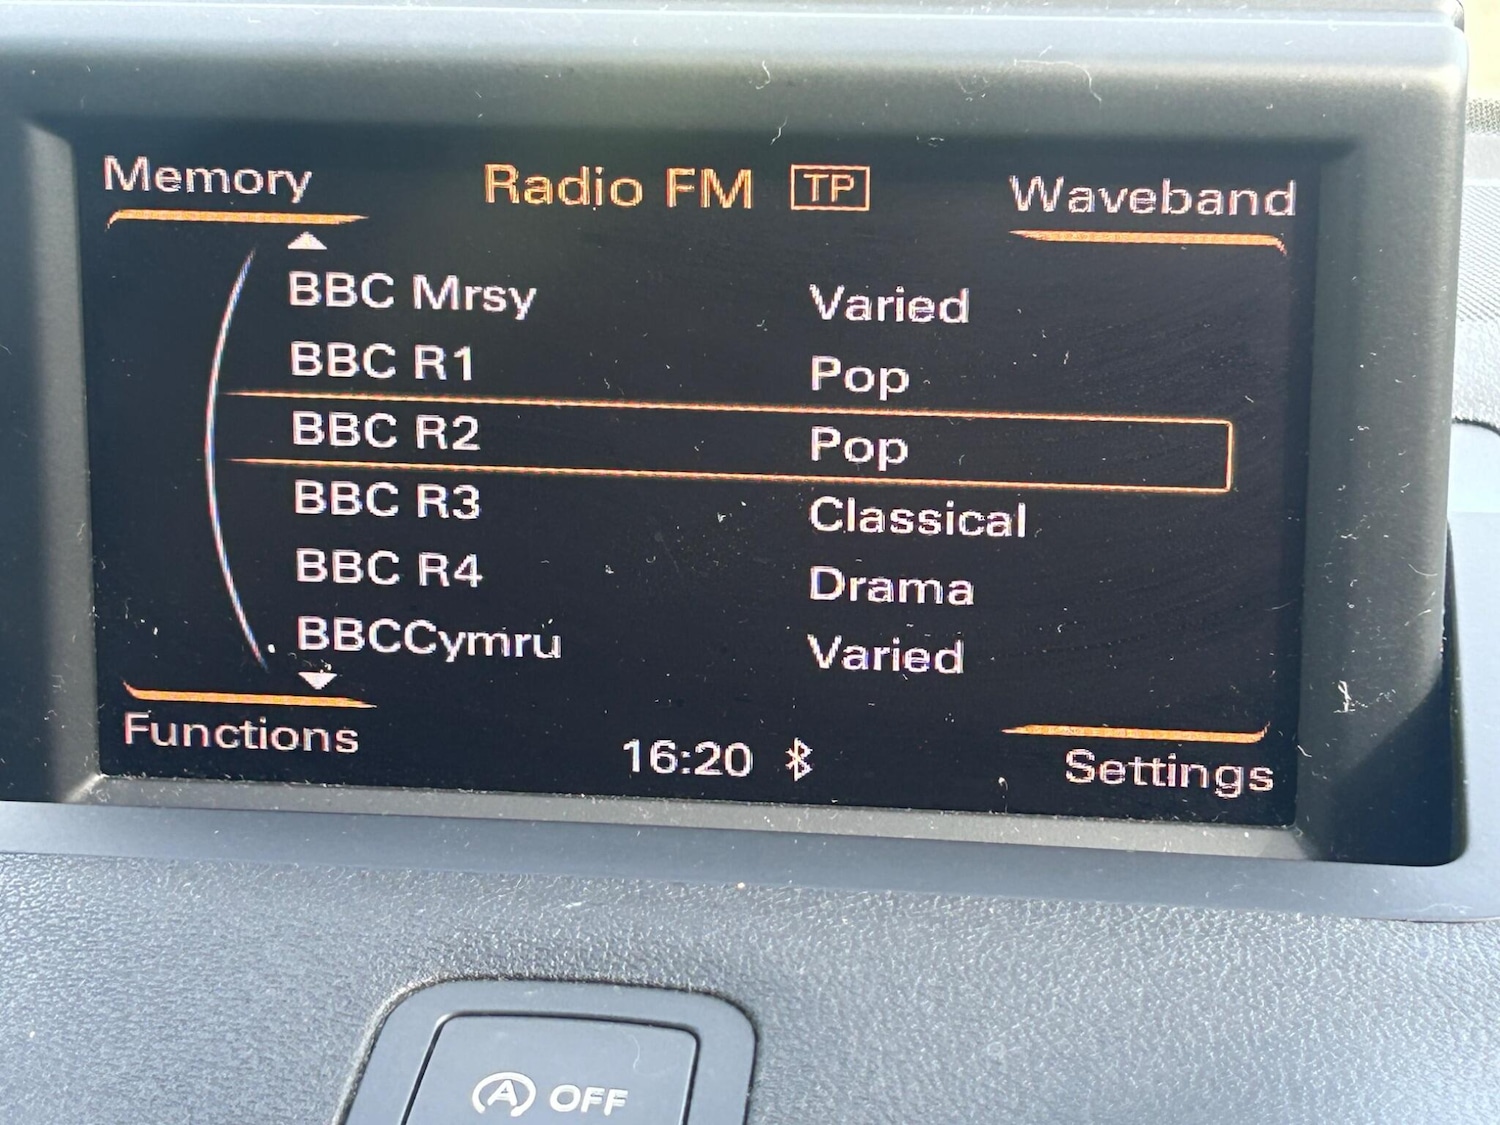 Memory Radio FM TP Waveband
BBC Mrsy Varied
BBC R1 Pop
BBC R2 Pop
BBC R3 Classical
BBC R4 Drama
BBCCymru Varied
Functions 16:20 Settings
A OFF